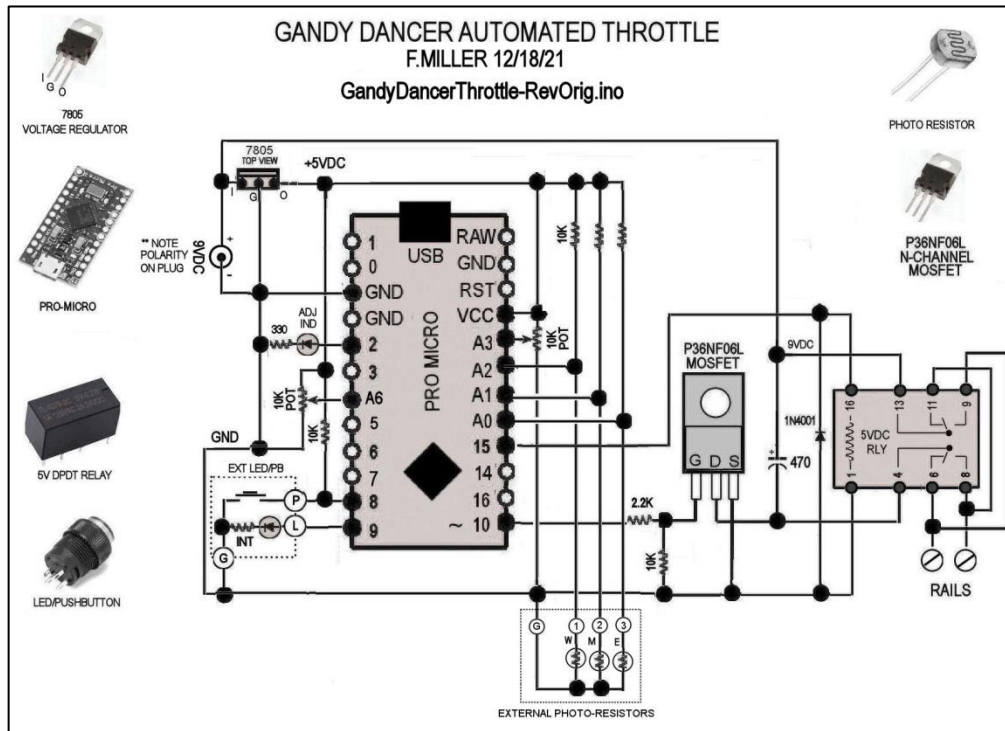 GANDY DANCER AUTOMATED THROTTLE
F.MILLER 12/18/21
GandyDancerThrottle-RevOrig.ino
I
G
O
7805
VOLTAGE REGULATOR
PRO-MICRO
5V DPDT RELAY
LED/PUSHBUTTON
PHOTO RESISTOR
P36NF06L
N-CHANNEL
MOSFET
7805
TOP VIEW
I
G
O
+5VDC
** NOTE
POLARITY
ON PLUG
9VDC
+
-
USB
PRO MICRO
1
0
GND
GND
2
3
A6
5
6
7
8
9
RAW
GND
RST
VCC
A3
A2
A1
A0
15
14
16
~ 10
330
ADJ
IND
10K
POT
10K
GND
EXT LED/PB
P
L
INT
G
10K
10K
POT
2.2K
10K
P36NF06L
MOSFET
G
D
S
9VDC
1N4001
+
470
16
13
11
9
5VDC
RLY
1
4
6
8
RAILS
G
1
2
3
W
M
E
EXTERNAL PHOTO-RESISTORS